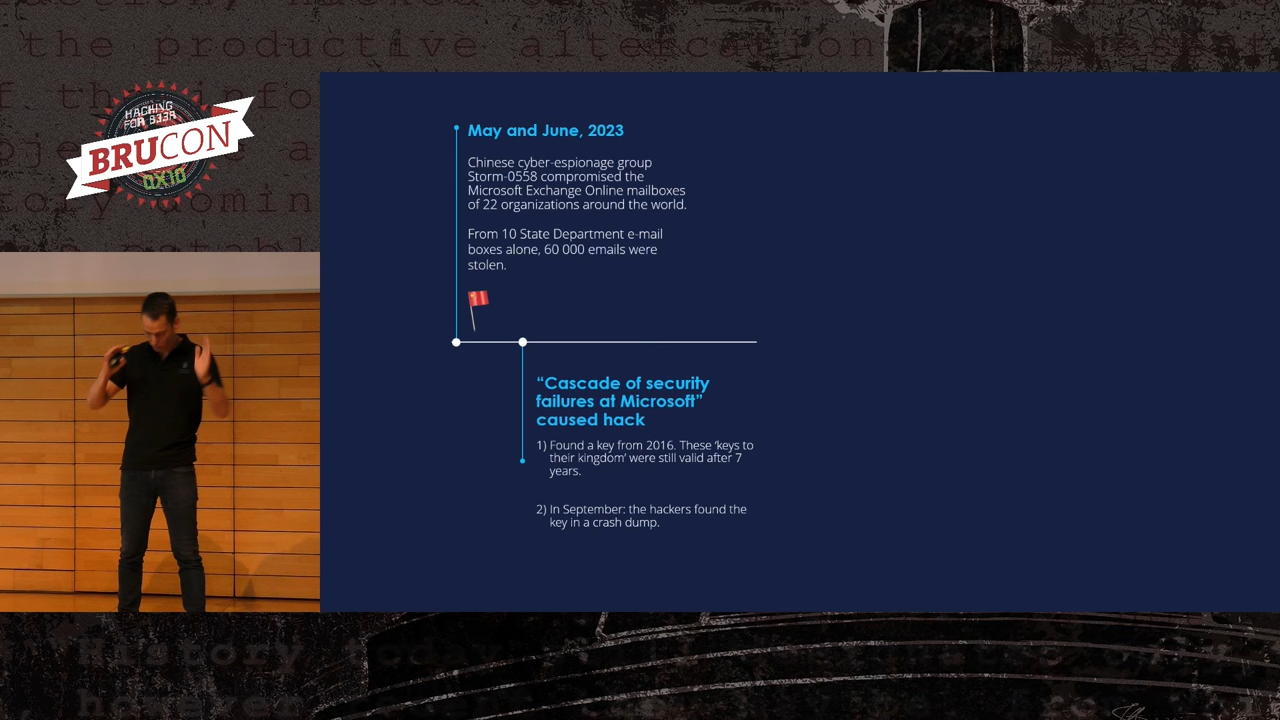 the productive altercation
HACKING
FOR B33R
BRUCON
0X10
May and June, 2023
Chinese cyber-espionage group
Storm-0558 compromised the
Microsoft Exchange Online mailboxes
of 22 organizations around the world.
From 10 State Department e-mail
boxes alone, 60 000 emails were
stolen.
“Cascade of security
failures at Microsoft”
caused hack
1) Found a key from 2016. These ‘keys to
their kingdom’ were still valid after 7
years.
2) In September: the hackers found the
key in a crash dump.
History today
however